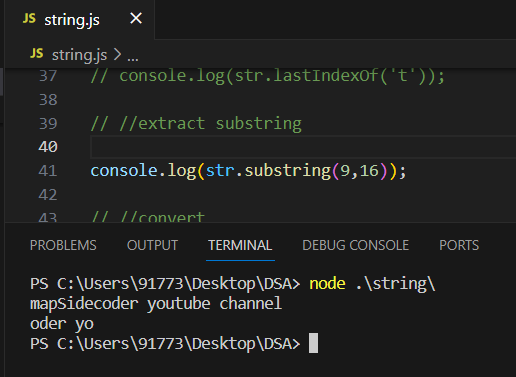 JS string.js ×
JS string.js > ...
37 // console.log(str.lastIndexOf('t'));
38
39 // //extract substring
40
41 console.log(str.substring(9,16));
42
43 // //convert
PROBLEMS OUTPUT TERMINAL DEBUG CONSOLE PORTS
PS C:\Users\91773\Desktop\DSA> node .\string\
mapSidecoder youtube channel
oder yo
PS C:\Users\91773\Desktop\DSA>